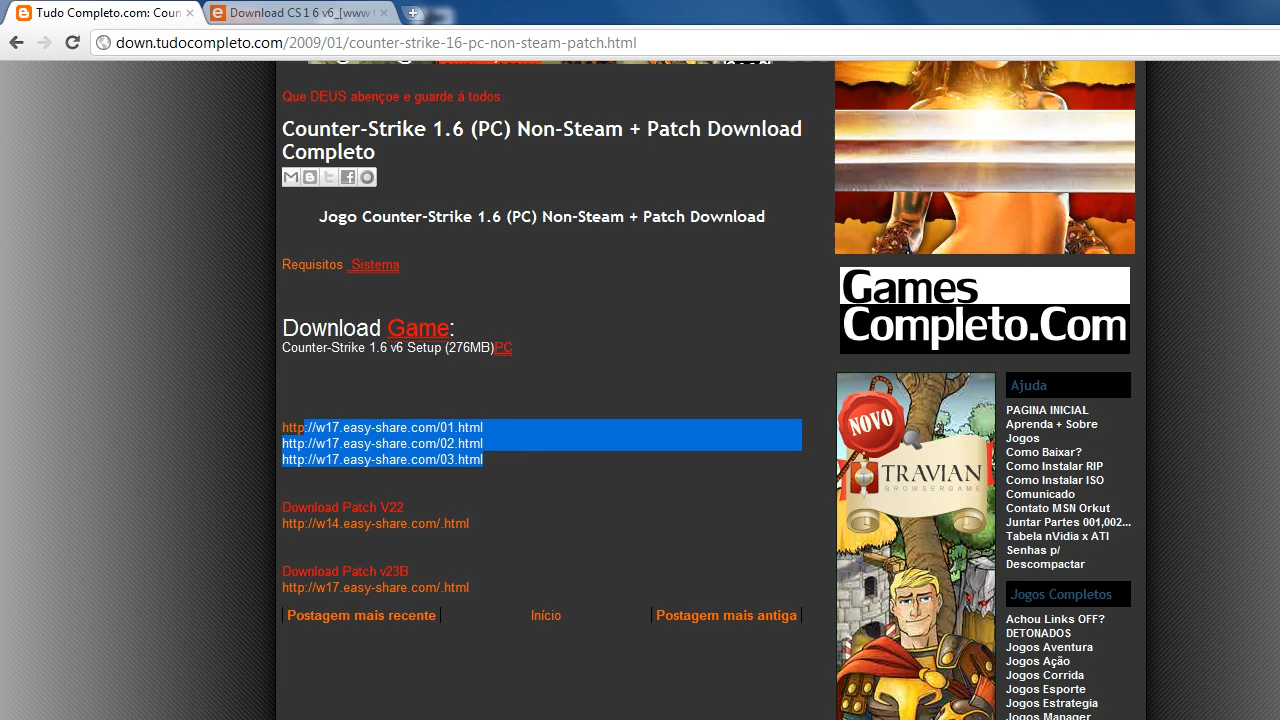 Tudo Completo.com: Coun
Download CS 1 6 v6_[www
down.tudocompleto.com/2009/01/counter-strike-16-pc-non-steam-patch.html
Que DEUS abençoe e guarde á todos.
Counter-Strike 1.6 (PC) Non-Steam + Patch Download
Completo
Jogo Counter-Strike 1.6 (PC) Non-Steam + Patch Download
Requisitos Sistema
Download Game:
Counter-Strike 1.6 v6 Setup (276MB)PC
http://w17.easy-share.com/01.html
http://w17.easy-share.com/02.html
http://w17.easy-share.com/03.html
Download Patch V22
http://w14.easy-share.com/.html
Download Patch v23B
http://w17.easy-share.com/.html
Postagem mais recente
Início
Postagem mais antiga
Games
Completo.Com
NOVO
TRAVIAN
BROWSERGAME
Ajuda
PAGINA INICIAL
Aprenda + Sobre
Jogos
Como Baixar?
Como Instalar RIP
Como Instalar ISO
Comunicado
Contato MSN Orkut
Juntar Partes 001,002...
Tabela nVidia x ATI
Senhas p/
Descompactar
Jogos Completos
Achou Links OFF?
DETONADOS
Jogos Aventura
Jogos Ação
Jogos Corrida
Jogos Esporte
Jogos Estrategia
Jogos Manager